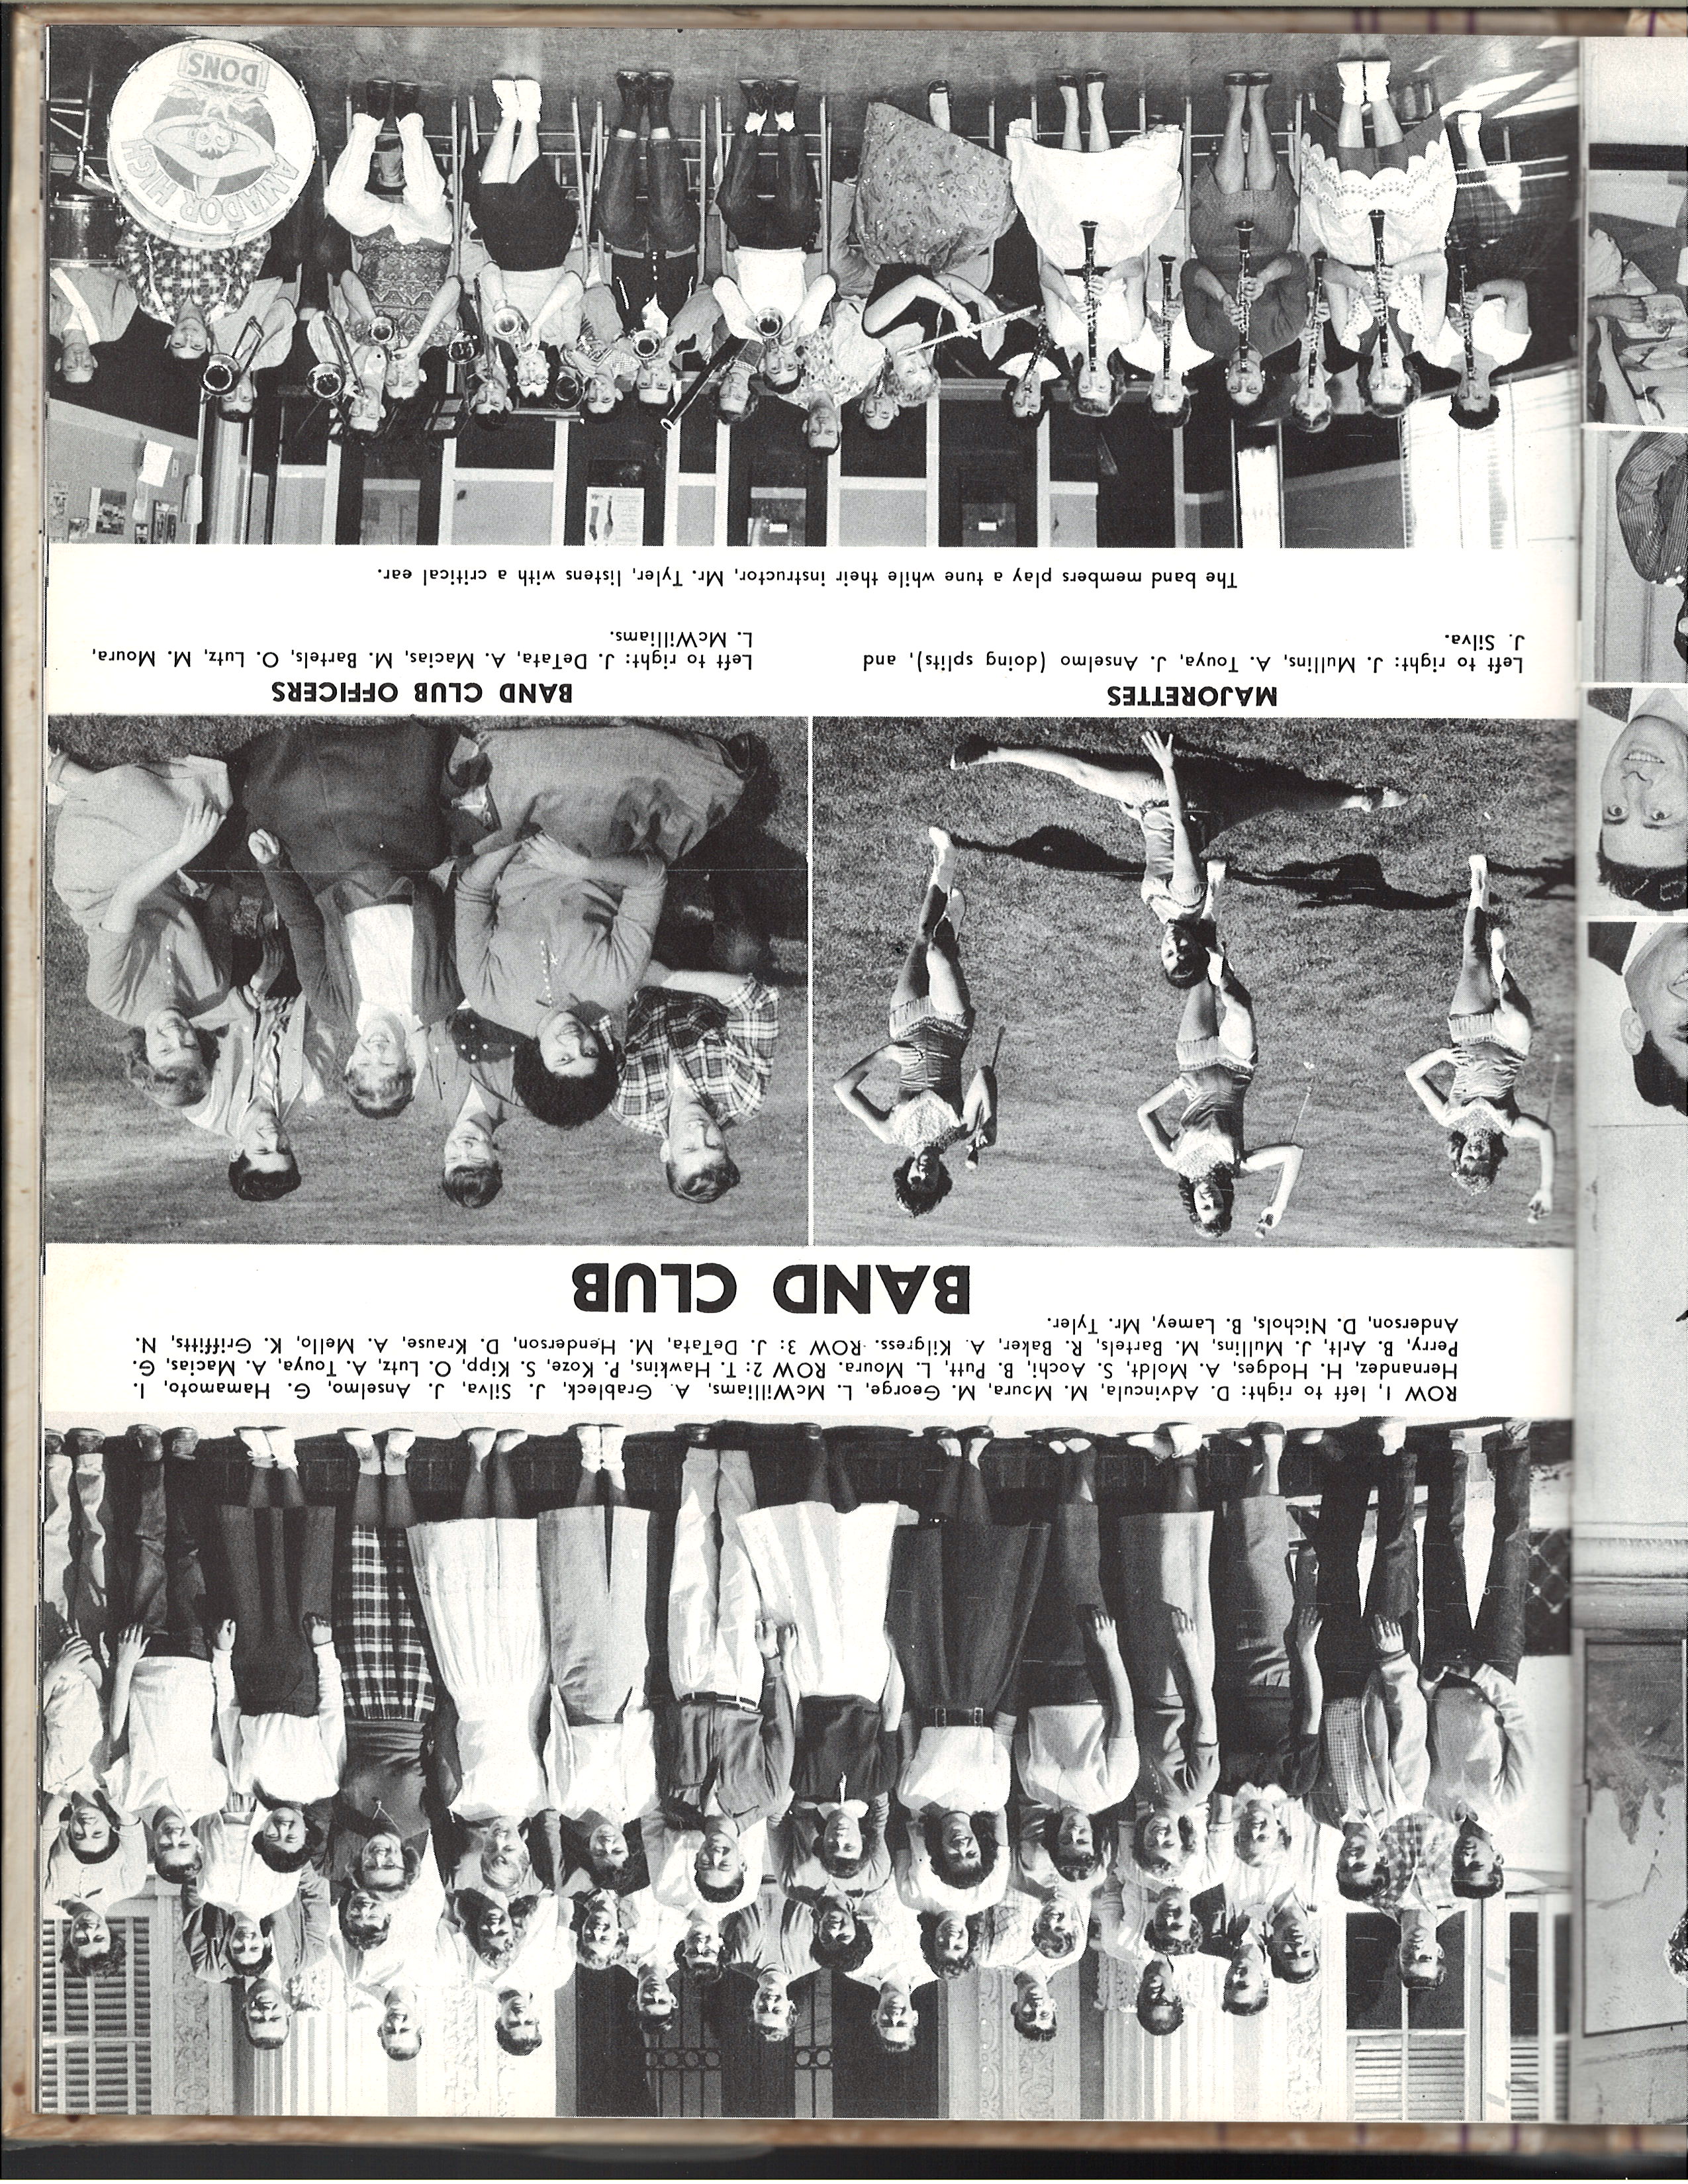 ROW 1, left to right: D. Advincula, M. Moura, M. George, L. McWilliams, A. Grableck, J. Silva, J. Anselmo, G. Hamamoto, I.
Hernandez, H. Hodges, A. Moldt, S. Aochi, B. Putt, L. Moura. ROW 2: T. Hawkins, P. Koze, S. Kipp, O. Lutz, A. Touya, A. Macias, G.
Perry, B. Arlt, J. Mullins, M. Bartels, R. Baker, A. Kilgress. ROW 3: J. DeTata, M. Henderson, D. Krause, A. Mello, K. Griffitts, N.
Anderson, D. Nichols, B. Lamey, Mr. Tyler.
BAND CLUB
MAJORETTES
Left to right: J. Mullins, A. Touya, J. Anselmo (doing splits), and
J. Silva.
BAND CLUB OFFICERS
Left to right: J. DeTata, A. Macias, M. Bartels, O. Lutz, M. Moura,
L. McWilliams.
The band members play a tune while their instructor, Mr. Tyler, listens with a critical ear.
AMADOR HIGH
DONS